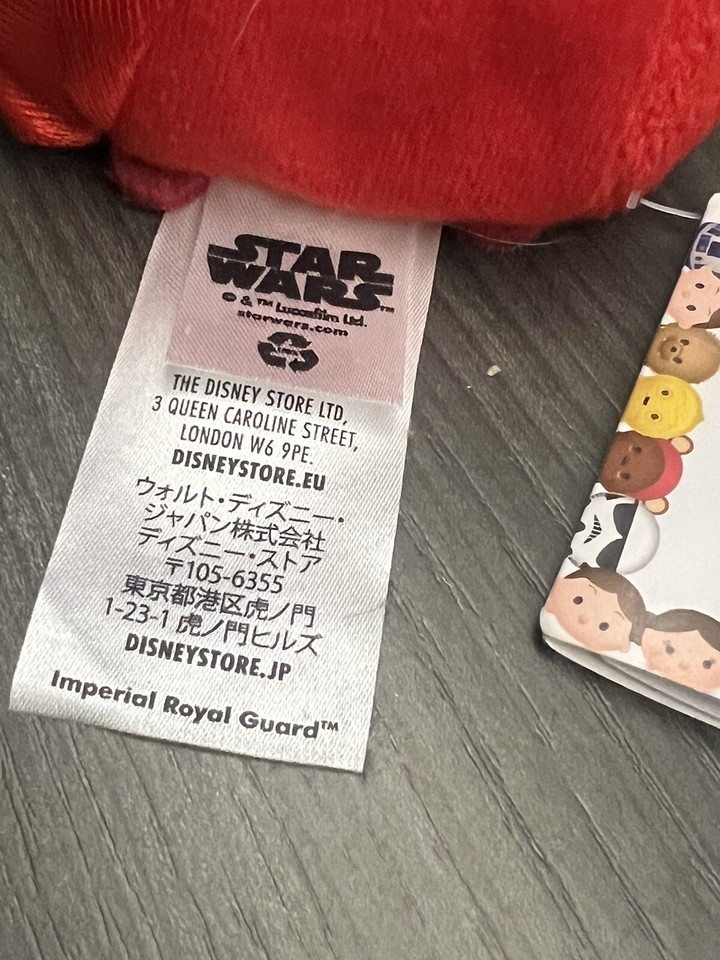 STAR
WARS™
© & ™ Lucasfilm Ltd.
starwars.com
THE DISNEY STORE LTD,
3 QUEEN CAROLINE STREET,
LONDON W6 9PE.
DISNEYSTORE.EU
ウォルト・ディズニー・
ジャパン株式会社
ディズニー・ストア
〒105-6355
東京都港区虎ノ門
1-23-1 虎ノ門ヒルズ
DISNEYSTORE.JP
Imperial Royal Guard™